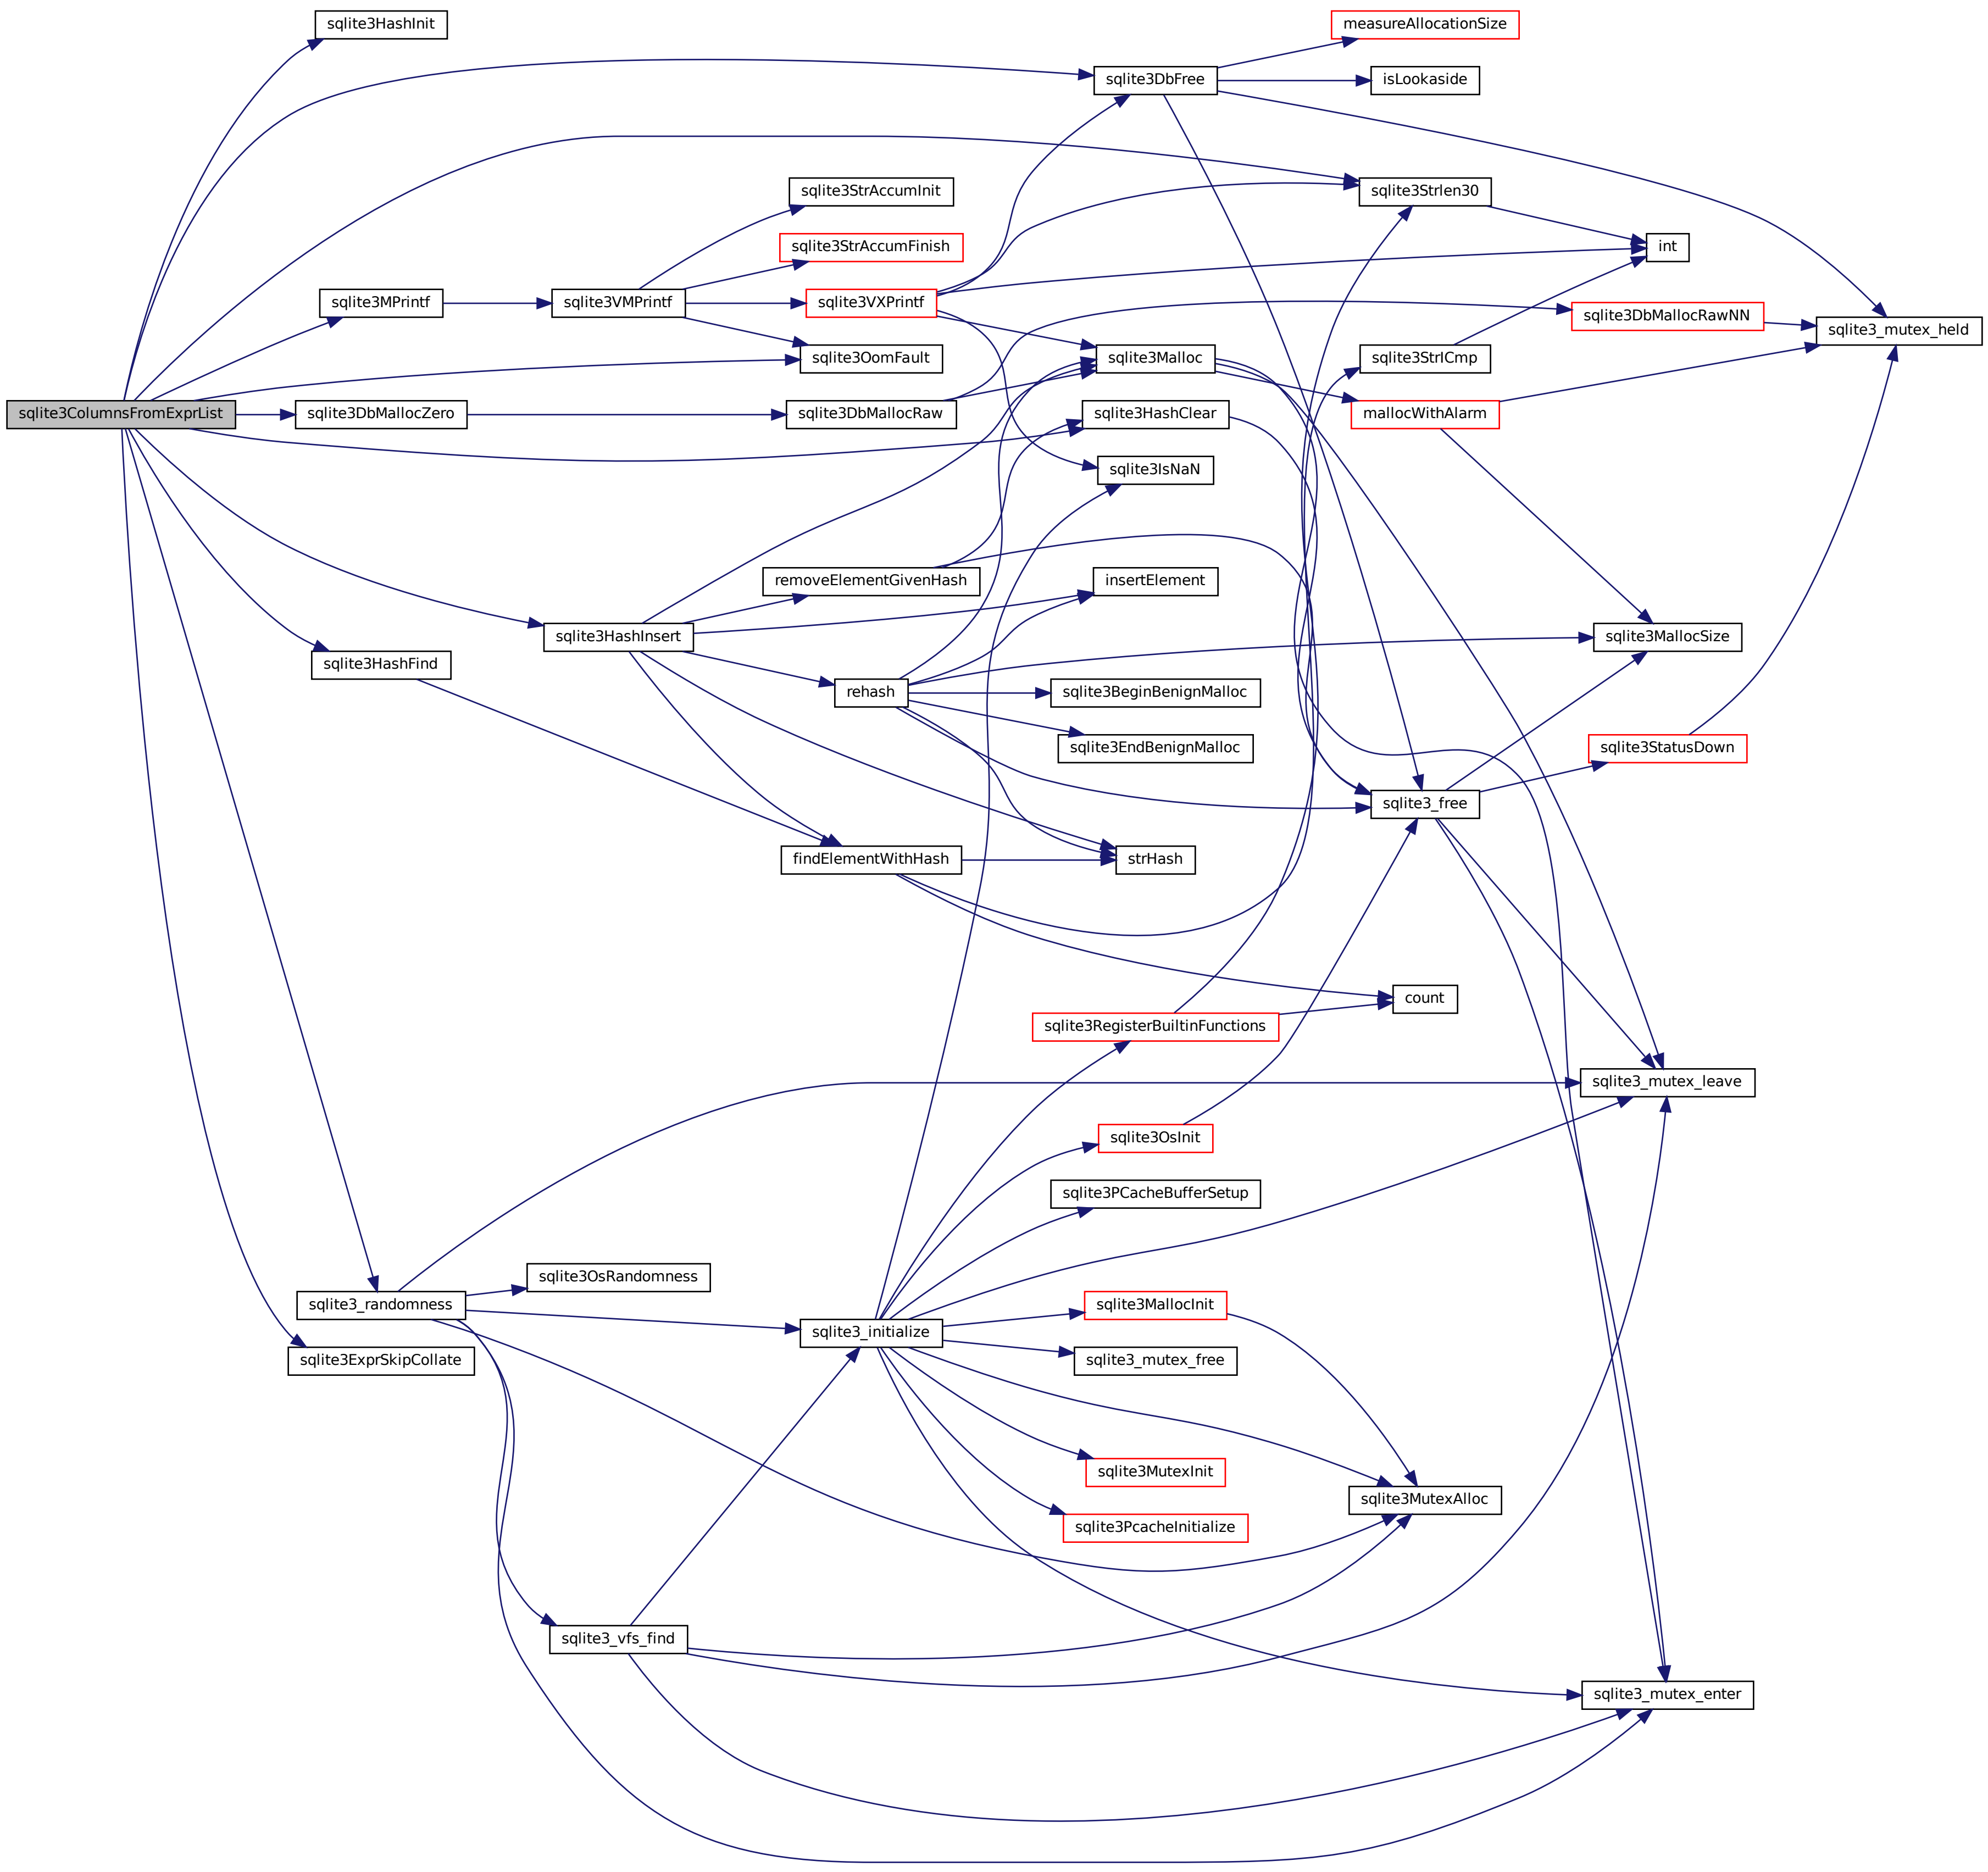 sqlite3HashInit
measureAllocationSize
sqlite3DbFree
isLookaside
sqlite3StrAccumInit
sqlite3Strlen30
sqlite3StrAccumFinish
int
sqlite3MPrintf
sqlite3VMPrintf
sqlite3VXPrintf
sqlite3DbMallocRawNN
sqlite3_mutex_held
sqlite3OomFault
sqlite3Malloc
sqlite3StrICmp
sqlite3ColumnsFromExprList
sqlite3DbMallocZero
sqlite3DbMallocRaw
sqlite3HashClear
mallocWithAlarm
sqlite3IsNaN
removeElementGivenHash
insertElement
sqlite3HashInsert
sqlite3MallocSize
sqlite3HashFind
rehash
sqlite3BeginBenignMalloc
sqlite3EndBenignMalloc
sqlite3StatusDown
sqlite3_free
findElementWithHash
strHash
count
sqlite3RegisterBuiltinFunctions
sqlite3_mutex_leave
sqlite3OsInit
sqlite3PCacheBufferSetup
sqlite3OsRandomness
sqlite3_randomness
sqlite3MallocInit
sqlite3_initialize
sqlite3ExprSkipCollate
sqlite3_mutex_free
sqlite3MutexInit
sqlite3MutexAlloc
sqlite3PcacheInitialize
sqlite3_vfs_find
sqlite3_mutex_enter